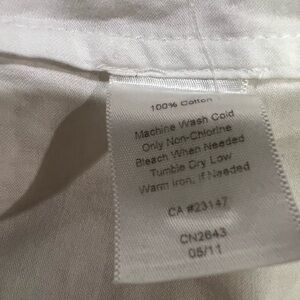 100% Cotton
Machine Wash Cold
Only Non-Chlorine
Bleach When Needed
Tumble Dry Low
Warm Iron, If Needed
CA #23147
CN2643
05/11